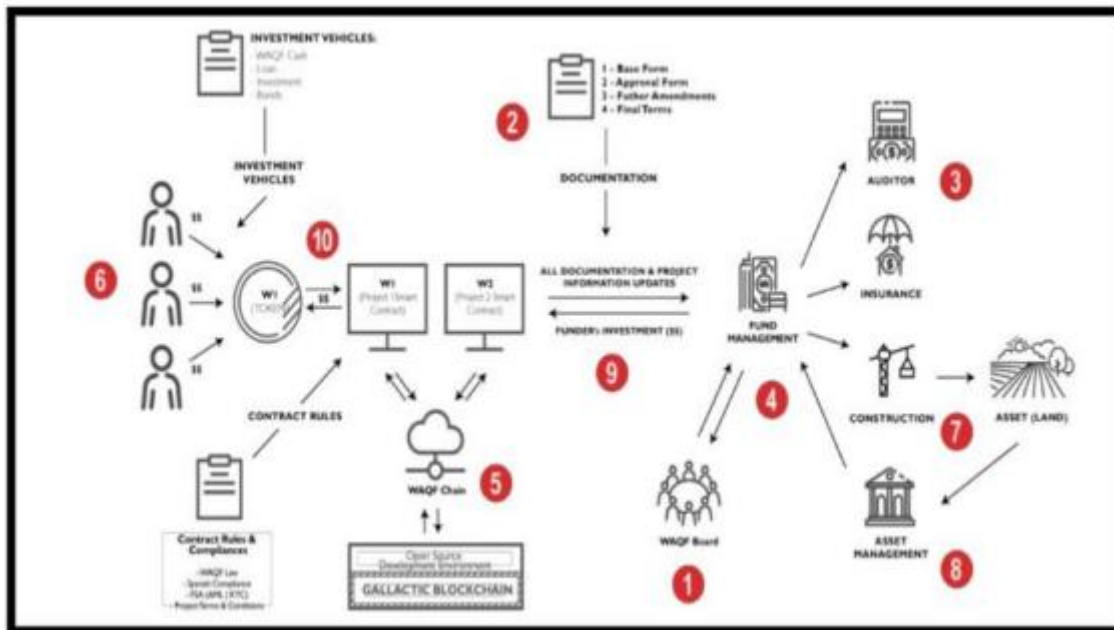 INVESTMENT VEHICLES:
- WAQF Cash
- Loan
- Investment
- Bonds
1 - Base Form
2 - Approval Form
3 - Futher Amendments
4 - Final Terms
2
AUDITOR
3
INVESTMENT
VEHICLES
DOCUMENTATION
$$
6
$$
$$
W1
(TOKEN)
10
$$
W1
(Project 1Smart
Contract)
W2
(Project 2 Smart
Contract)
ALL DOCUMENTATION & PROJECT
INFORMATION UPDATES
FUNDER's INVESTMENT ($$)
9
FUND
MANAGEMENT
4
INSURANCE
CONSTRUCTION
7
ASSET (LAND)
CONTRACT RULES
WAQF Chain
5
WAQF Board
1
ASSET
MANAGEMENT
8
Contract Rules &
Compliances
- WAQF Law
- Compliance
- FSA (AML / KYC)
- Project Terms & Conditions
Open Source
Development Environment
GALLACTIC BLOCKCHAIN